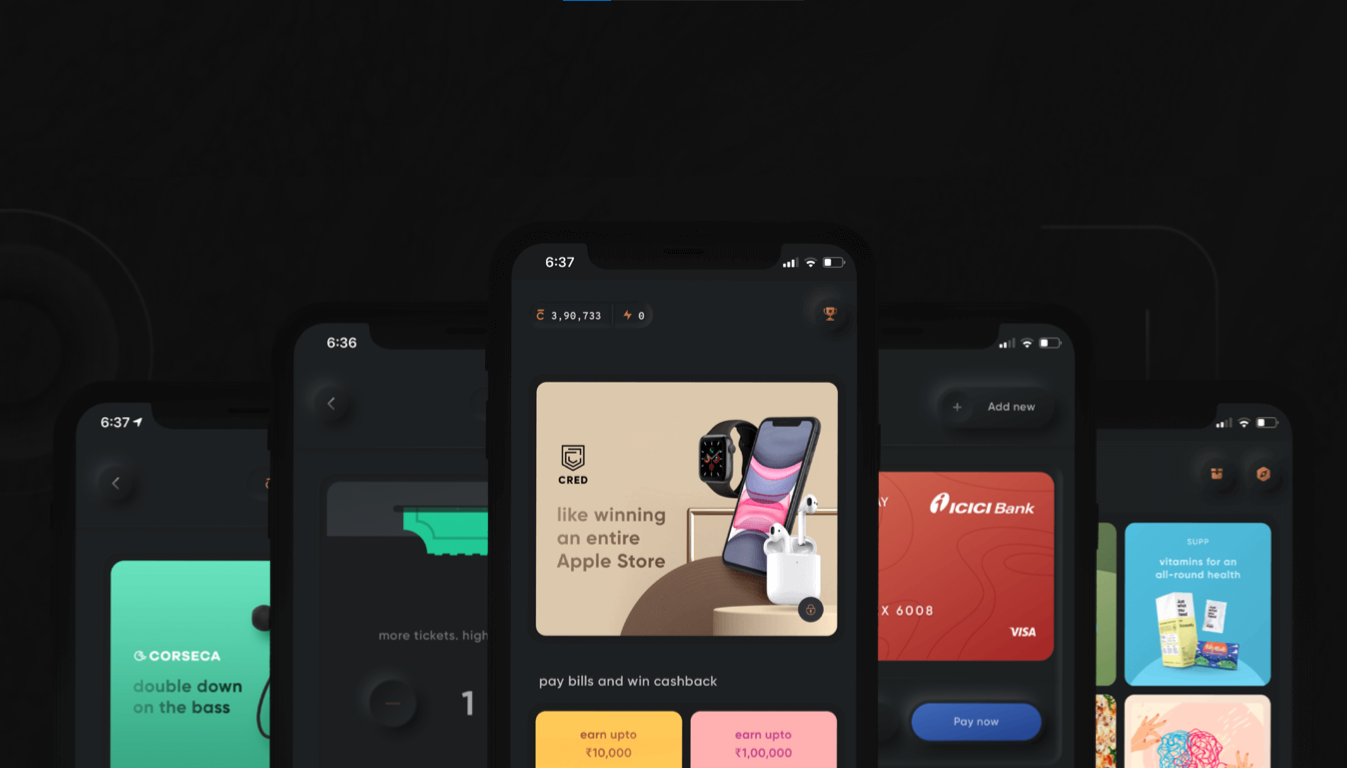 6:37
3,90,733
0
CRED
like winning
an entire
Apple Store
pay bills and win cashback
earn upto
₹10,000
earn upto
₹1,00,000
6:36
more tickets. high
1
6:37
CORSECA
double down
on the bass
Add new
AY
ICICI Bank
X 6008
VISA
Pay now
SUPP
vitamins for an
all-round health